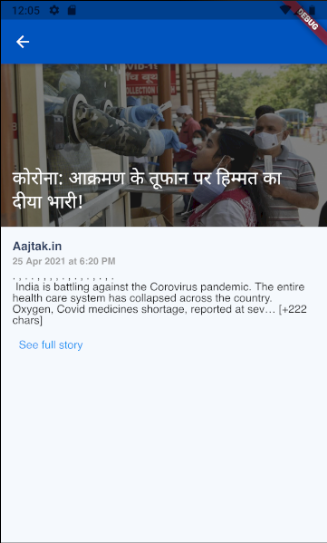 12:05
DEBUG
COVID-19
कोरोना: आक्रमण के तूफान पर हिम्मत का
दीया भारी!
Aajtak.in
25 Apr 2021 at 6:20 PM
India is battling against the Corovirus pandemic. The entire
health care system has collapsed across the country.
Oxygen, Covid medicines shortage, reported at sev… [+222
chars]
See full story